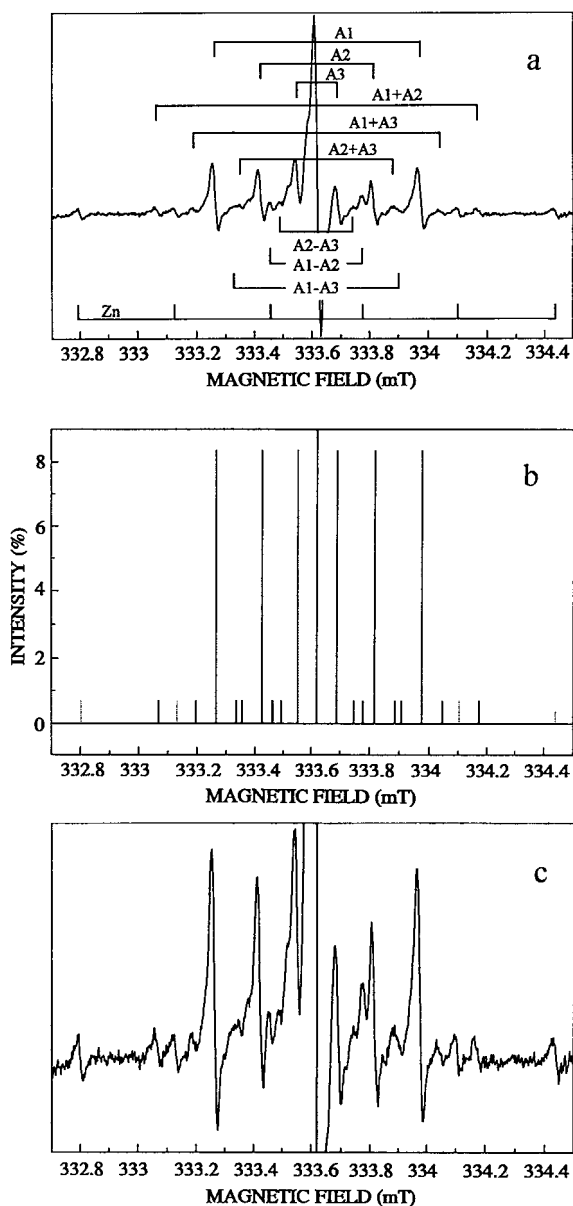 a
A1
A2
A3
A1+A2
A1+A3
A2+A3
A2-A3
A1-A2
A1-A3
Zn
332.8 333 333.2 333.4 333.6 333.8 334 334.2 334.4
MAGNETIC FIELD (mT)
b
INTENSITY (%)
8
6
4
2
0
332.8 333 333.2 333.4 333.6 333.8 334 334.2 334.4
MAGNETIC FIELD (mT)
c
332.8 333 333.2 333.4 333.6 333.8 334 334.2 334.4
MAGNETIC FIELD (mT)